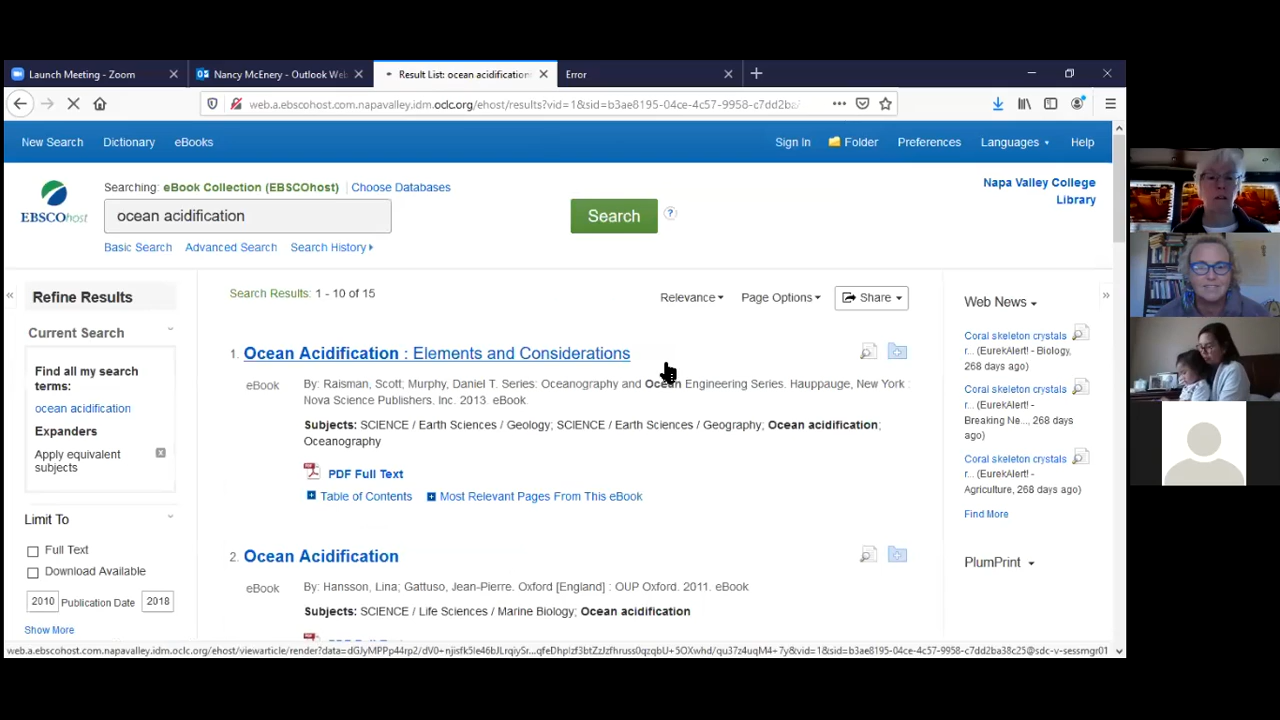 Launch Meeting - Zoom
Nancy McEnery - Outlook Web
Result List: ocean acidification
Error
web.a.ebscohost.com.napavalley.idm.oclc.org/ehost/results?vid=1&sid=b3ae8195-04ce-4c57-9958-c7dd2ba
New Search
Dictionary
eBooks
Sign In
Folder
Preferences
Languages
Help
EBSCOhost
Searching: eBook Collection (EBSCOhost)
Choose Databases
ocean acidification
Search
?
Basic Search
Advanced Search
Search History
Napa Valley College
Library
«
Refine Results
Current Search
Find all my search
terms:
ocean acidification
Expanders
Apply equivalent
subjects
Limit To
Full Text
Download Available
2010 Publication Date 2018
Show More
Search Results: 1 - 10 of 15
Relevance
Page Options
Share
1. Ocean Acidification : Elements and Considerations
eBook
By: Raisman, Scott; Murphy, Daniel T. Series: Oceanography and Ocean Engineering Series. Hauppauge, New York :
Nova Science Publishers, Inc. 2013. eBook.
Subjects: SCIENCE / Earth Sciences / Geology; SCIENCE / Earth Sciences / Geography; Ocean acidification;
Oceanography
PDF Full Text
Table of Contents
Most Relevant Pages From This eBook
2. Ocean Acidification
eBook
By: Hansson, Lina; Gattuso, Jean-Pierre. Oxford [England] : OUP Oxford. 2011. eBook
Subjects: SCIENCE / Life Sciences / Marine Biology; Ocean acidification
PDF Full Text
»
Web News
Coral skeleton crystals
r... (EurekAlert! - Biology,
268 days ago)
Coral skeleton crystals
r... (EurekAlert! -
Breaking Ne..., 268 days
ago)
Coral skeleton crystals
r... (EurekAlert! -
Agriculture, 268 days ago)
Find More
PlumPrint